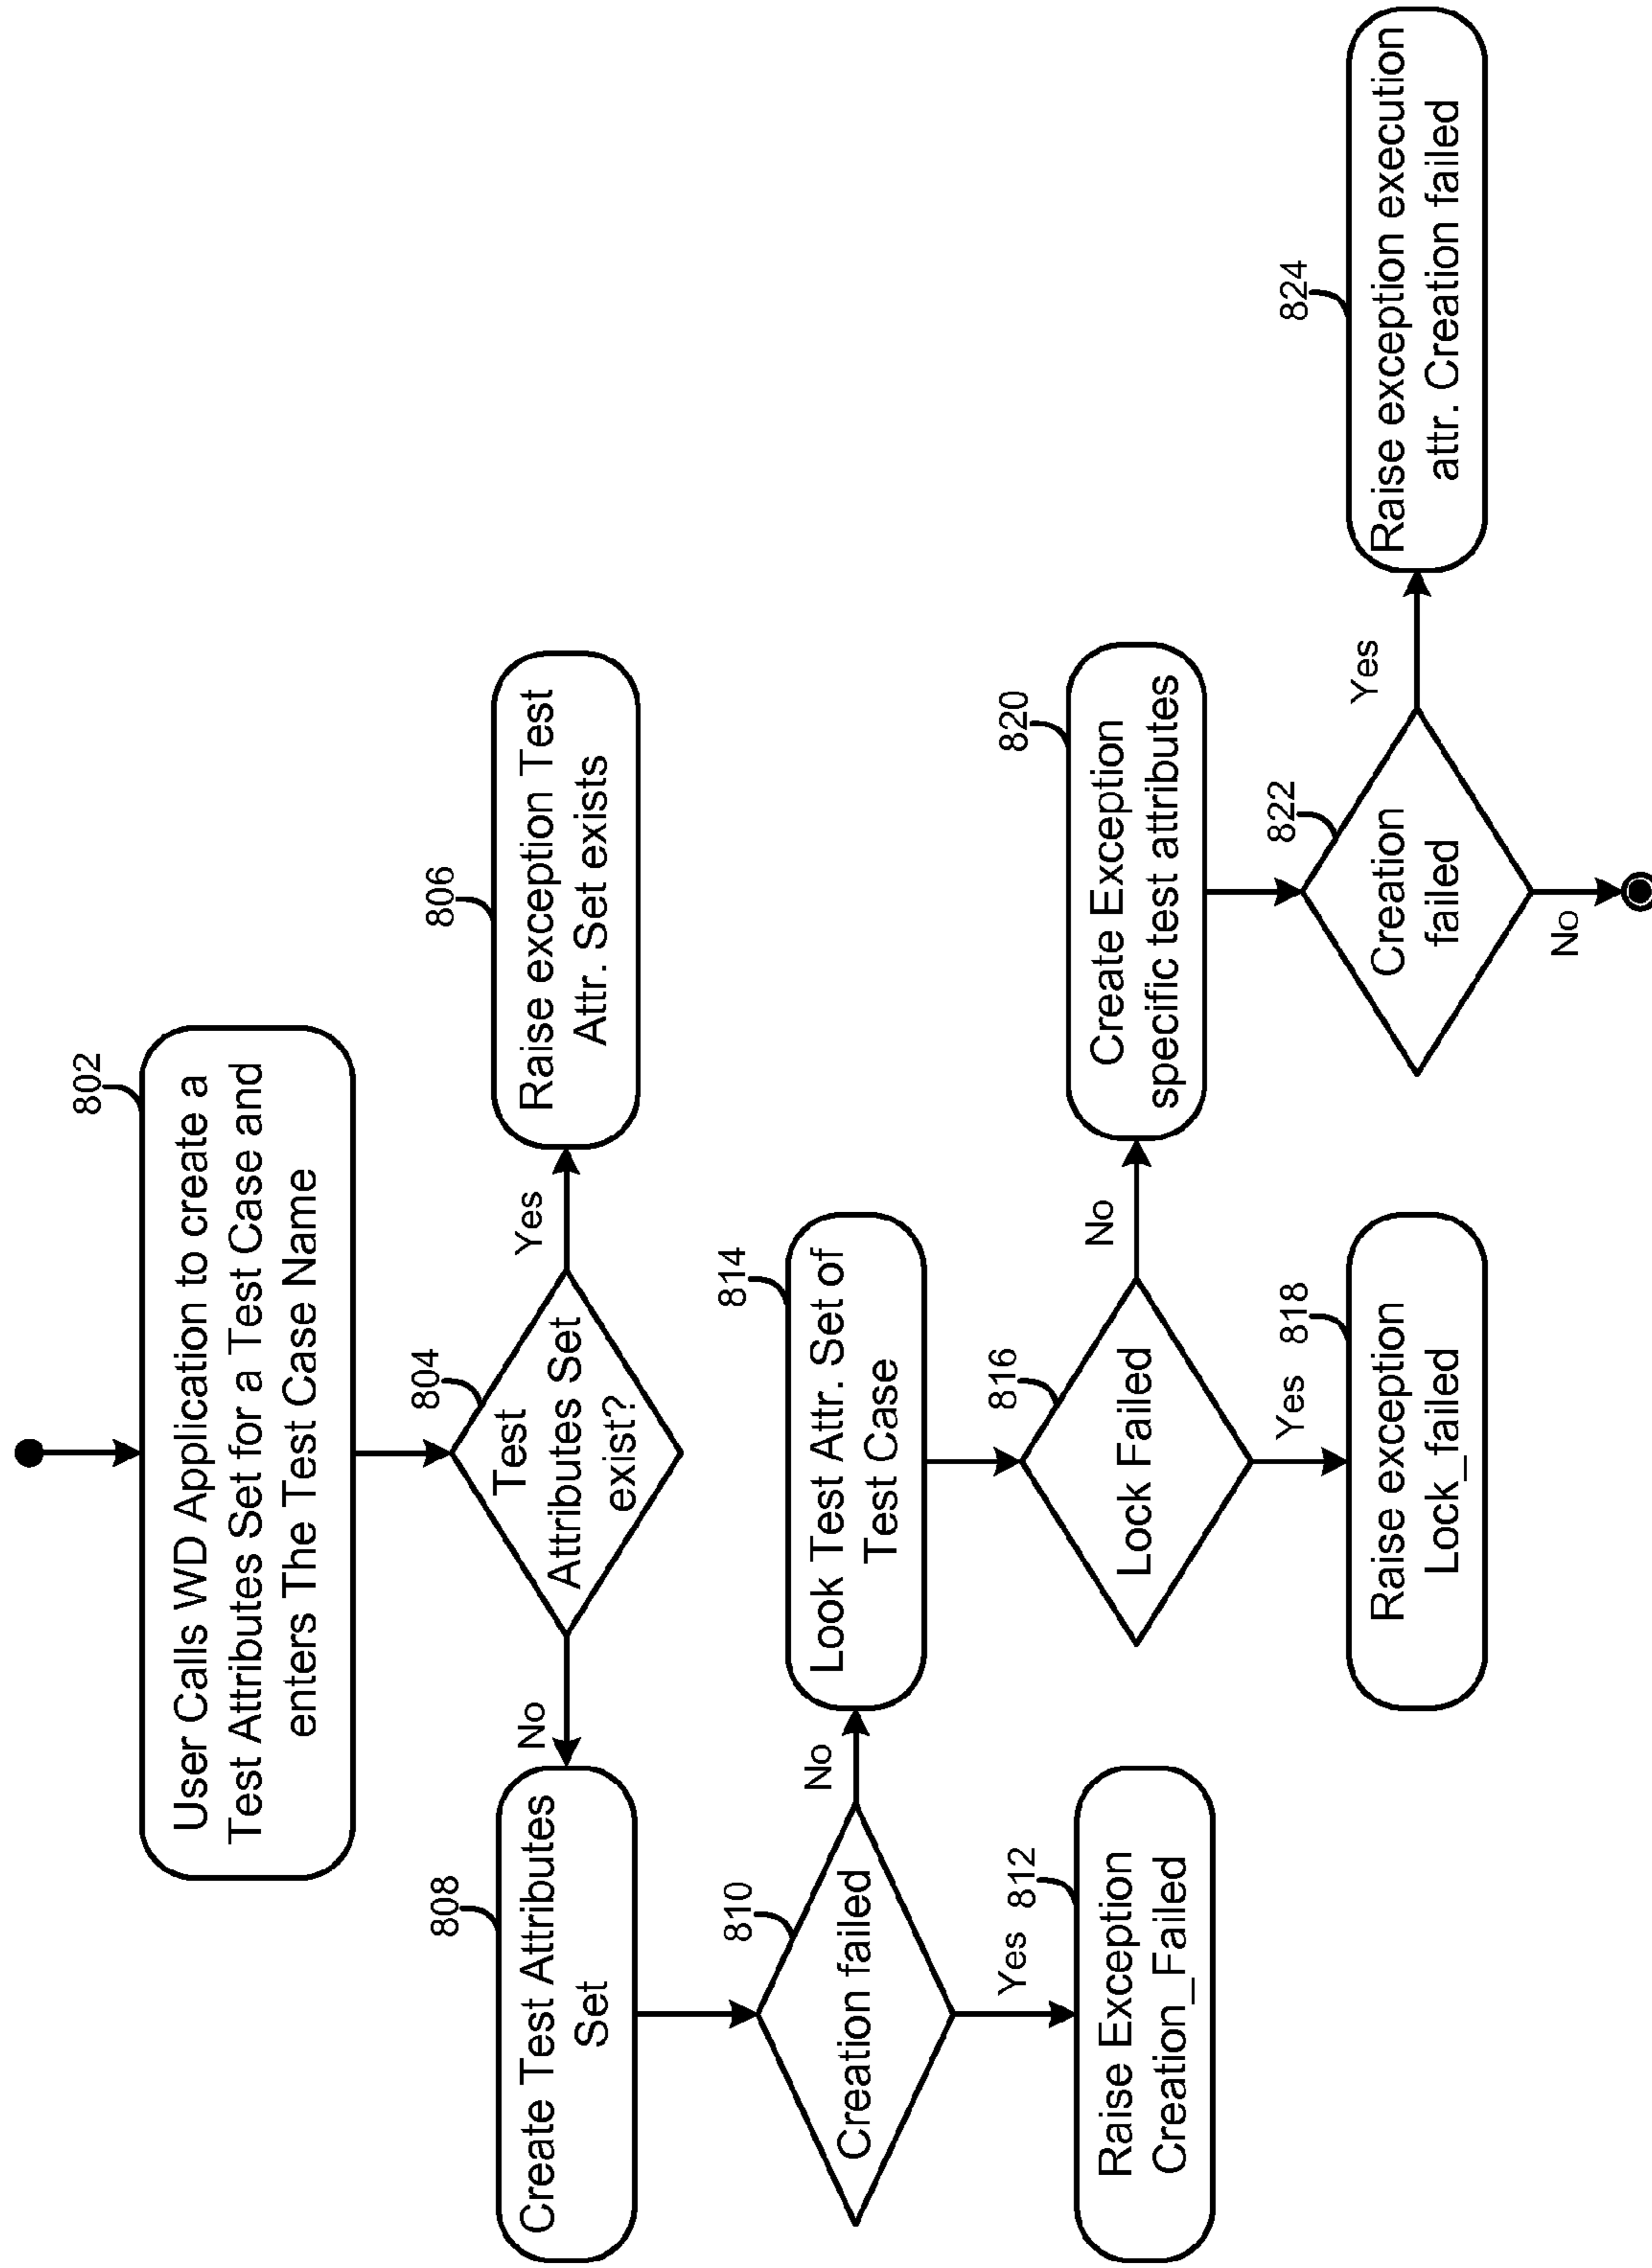 802
User Calls WD Application to create a
Test Attributes Set for a Test Case and
enters The Test Case Name
804
Test
Attributes Set
exist?
Yes
806
Raise exception Test
Attr. Set exists
No
808
Create Test Attributes
Set
810
Creation failed
Yes
812
Raise Exception
Creation_Failed
No
814
Look Test Attr. Set of
Test Case
816
Lock Failed
Yes
818
Raise exception
Lock_failed
No
820
Create Exception
specific test attributes
822
Creation
failed
Yes
824
Raise exception execution
attr. Creation failed
No